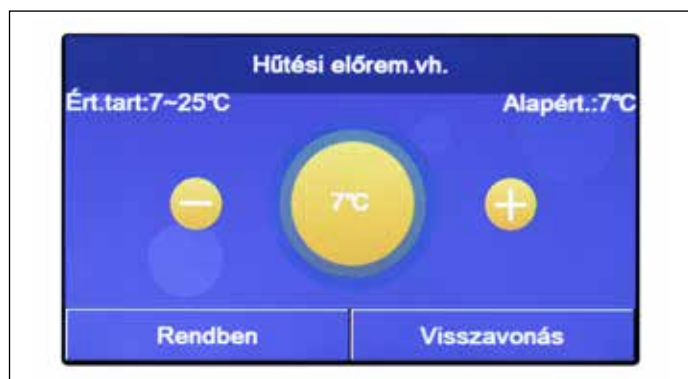 Hűtési előrem.vh.
Ért.tart:7~25℃ Alapért.:7℃
− 7℃ +
Rendben Visszavonás